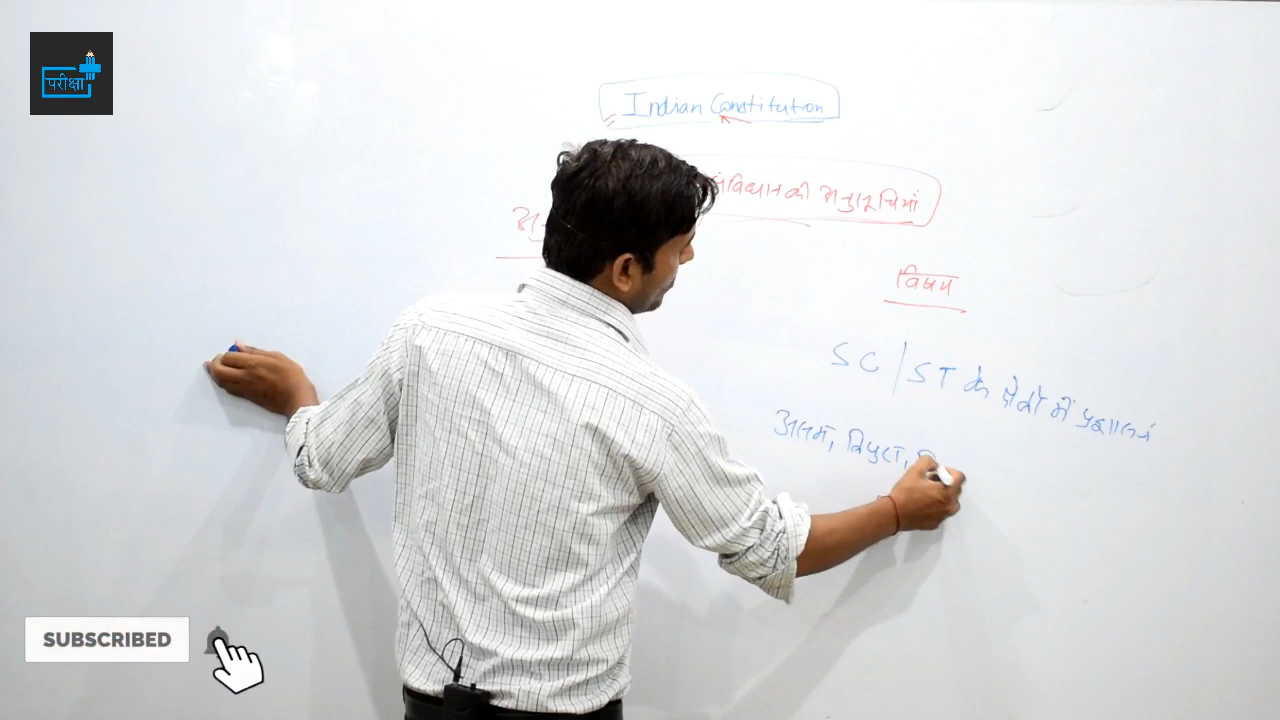 परीक्षा
Indian Constitution
संविधान की अनुसूचियां
विषय
SC | ST के क्षेत्रों में प्रशासन
असम, त्रिपुरा,
SUBSCRIBED